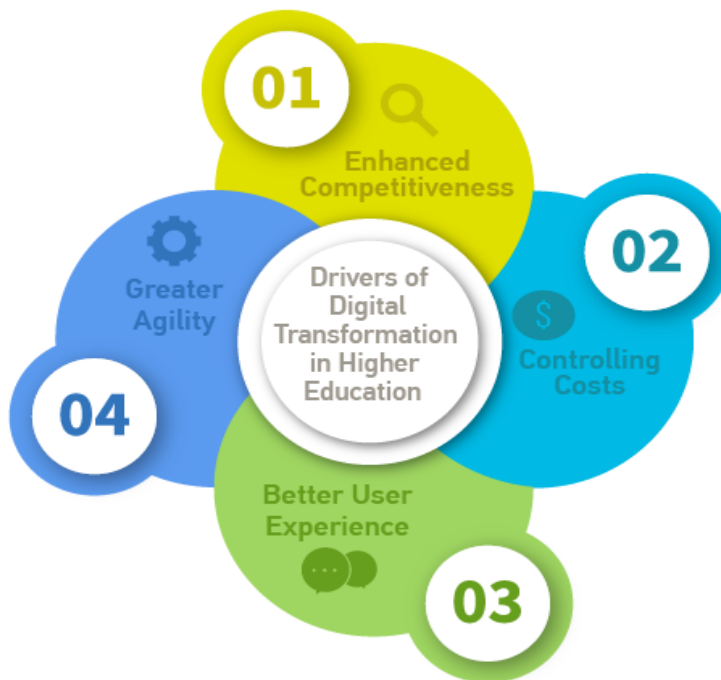 01
Enhanced
Competitiveness
02
$
Controlling
Costs
Drivers of
Digital
Transformation
in Higher
Education
Better User
Experience
03
Greater
Agility
04